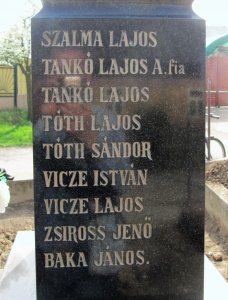 SZALMA LAJOS
TANKÓ LAJOS A. fia
TANKÓ LAJOS
TÓTH LAJOS
TÓTH SÁNDOR
VICZE ISTVÁN
VICZE LAJOS
ZSIROSS JENŐ
BAKA JÁNOS.